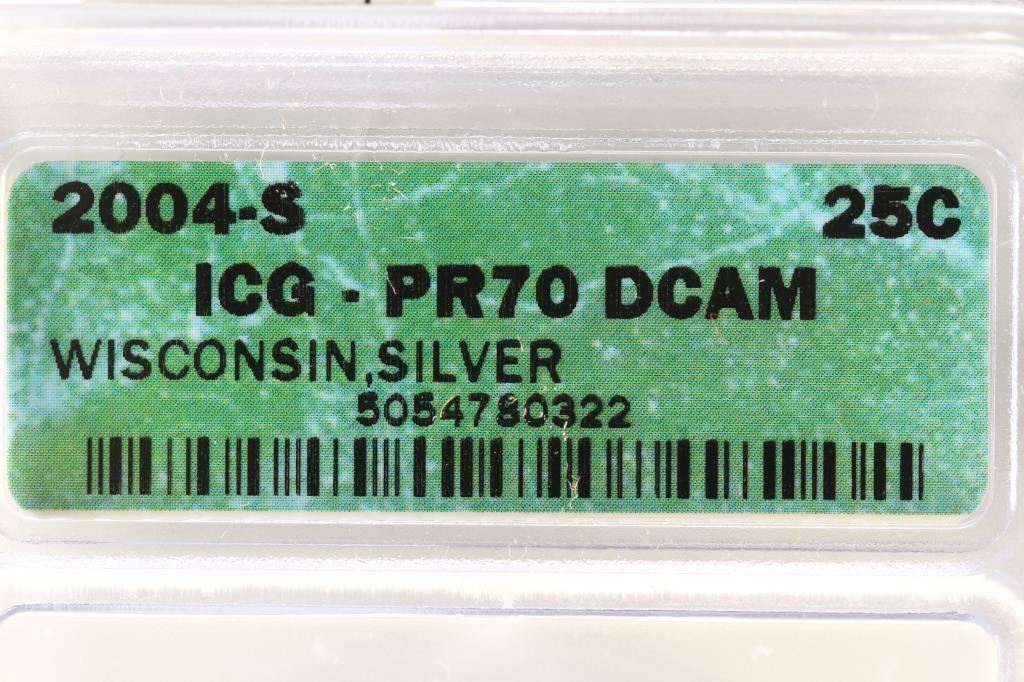 2004-S 25C
ICG - PR70 DCAM
WISCONSIN,SILVER
5054780322